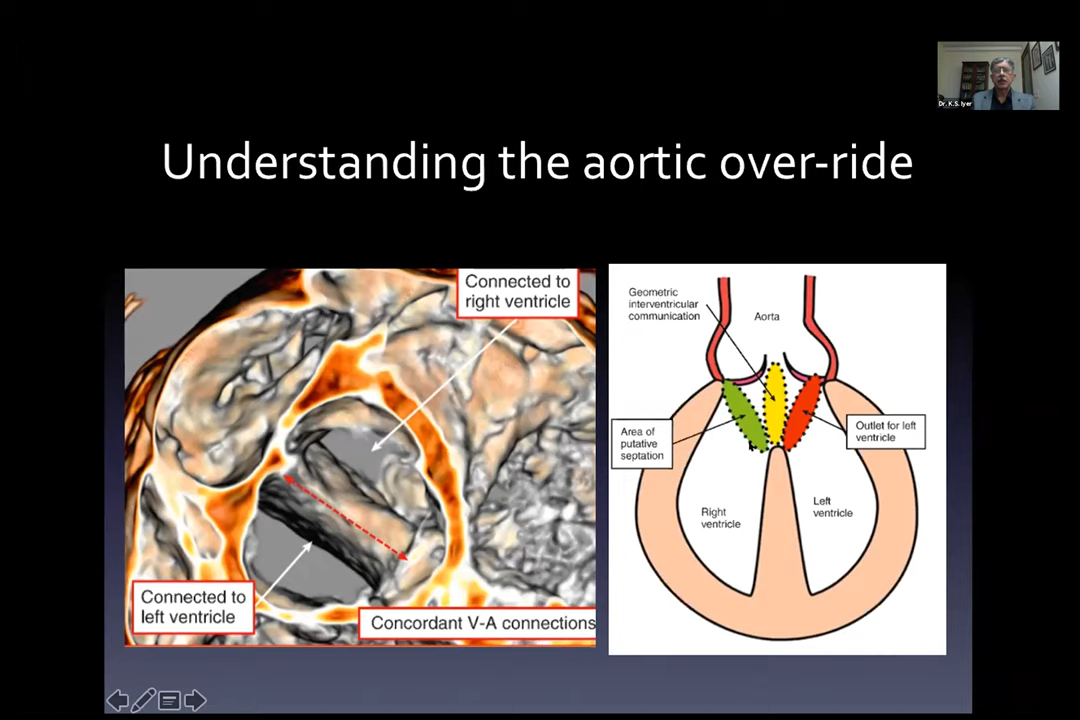 Dr. K.S. Iyer
Understanding the aortic over-ride
Connected to
right ventricle
Connected to
left ventricle
Concordant V-A connections
Geometric
interventricular
communication
Aorta
Area of
putative
septation
Outlet for left
ventricle
Right
ventricle
Left
ventricle